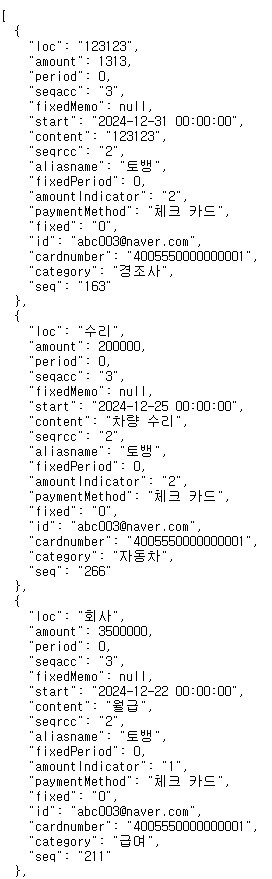 [
  {
    "loc": "123123",
    "amount": 1313,
    "period": 0,
    "seqacc": "3",
    "fixedMemo": null,
    "start": "2024-12-31 00:00:00",
    "content": "123123",
    "seqrcc": "2",
    "aliasname": "토뱅",
    "fixedPeriod": 0,
    "amountIndicator": "2",
    "paymentMethod": "체크 카드",
    "fixed": "0",
    "id": "abc003@naver.com",
    "cardnumber": "4005550000000001",
    "category": "경조사",
    "seq": "163"
  },
  {
    "loc": "수리",
    "amount": 200000,
    "period": 0,
    "seqacc": "3",
    "fixedMemo": null,
    "start": "2024-12-25 00:00:00",
    "content": "차량 수리",
    "seqrcc": "2",
    "aliasname": "토뱅",
    "fixedPeriod": 0,
    "amountIndicator": "2",
    "paymentMethod": "체크 카드",
    "fixed": "0",
    "id": "abc003@naver.com",
    "cardnumber": "4005550000000001",
    "category": "자동차",
    "seq": "266"
  },
  {
    "loc": "회사",
    "amount": 3500000,
    "period": 0,
    "seqacc": "3",
    "fixedMemo": null,
    "start": "2024-12-22 00:00:00",
    "content": "월급",
    "seqrcc": "2",
    "aliasname": "토뱅",
    "fixedPeriod": 0,
    "amountIndicator": "1",
    "paymentMethod": "체크 카드",
    "fixed": "0",
    "id": "abc003@naver.com",
    "cardnumber": "4005550000000001",
    "category": "급여",
    "seq": "211"
  },